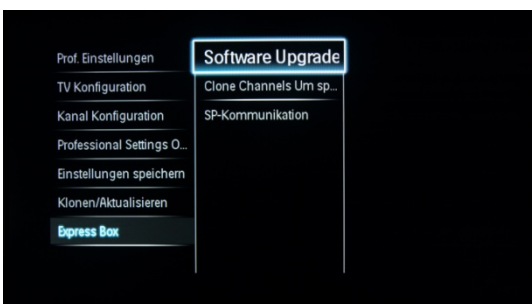 Prof. Einstellungen
TV Konfiguration
Kanal Konfiguration
Professional Settings O...
Einstellungen speichern
Klonen/Aktualisieren
Express Box
Software Upgrade
Clone Channels Um sp...
SP-Kommunikation